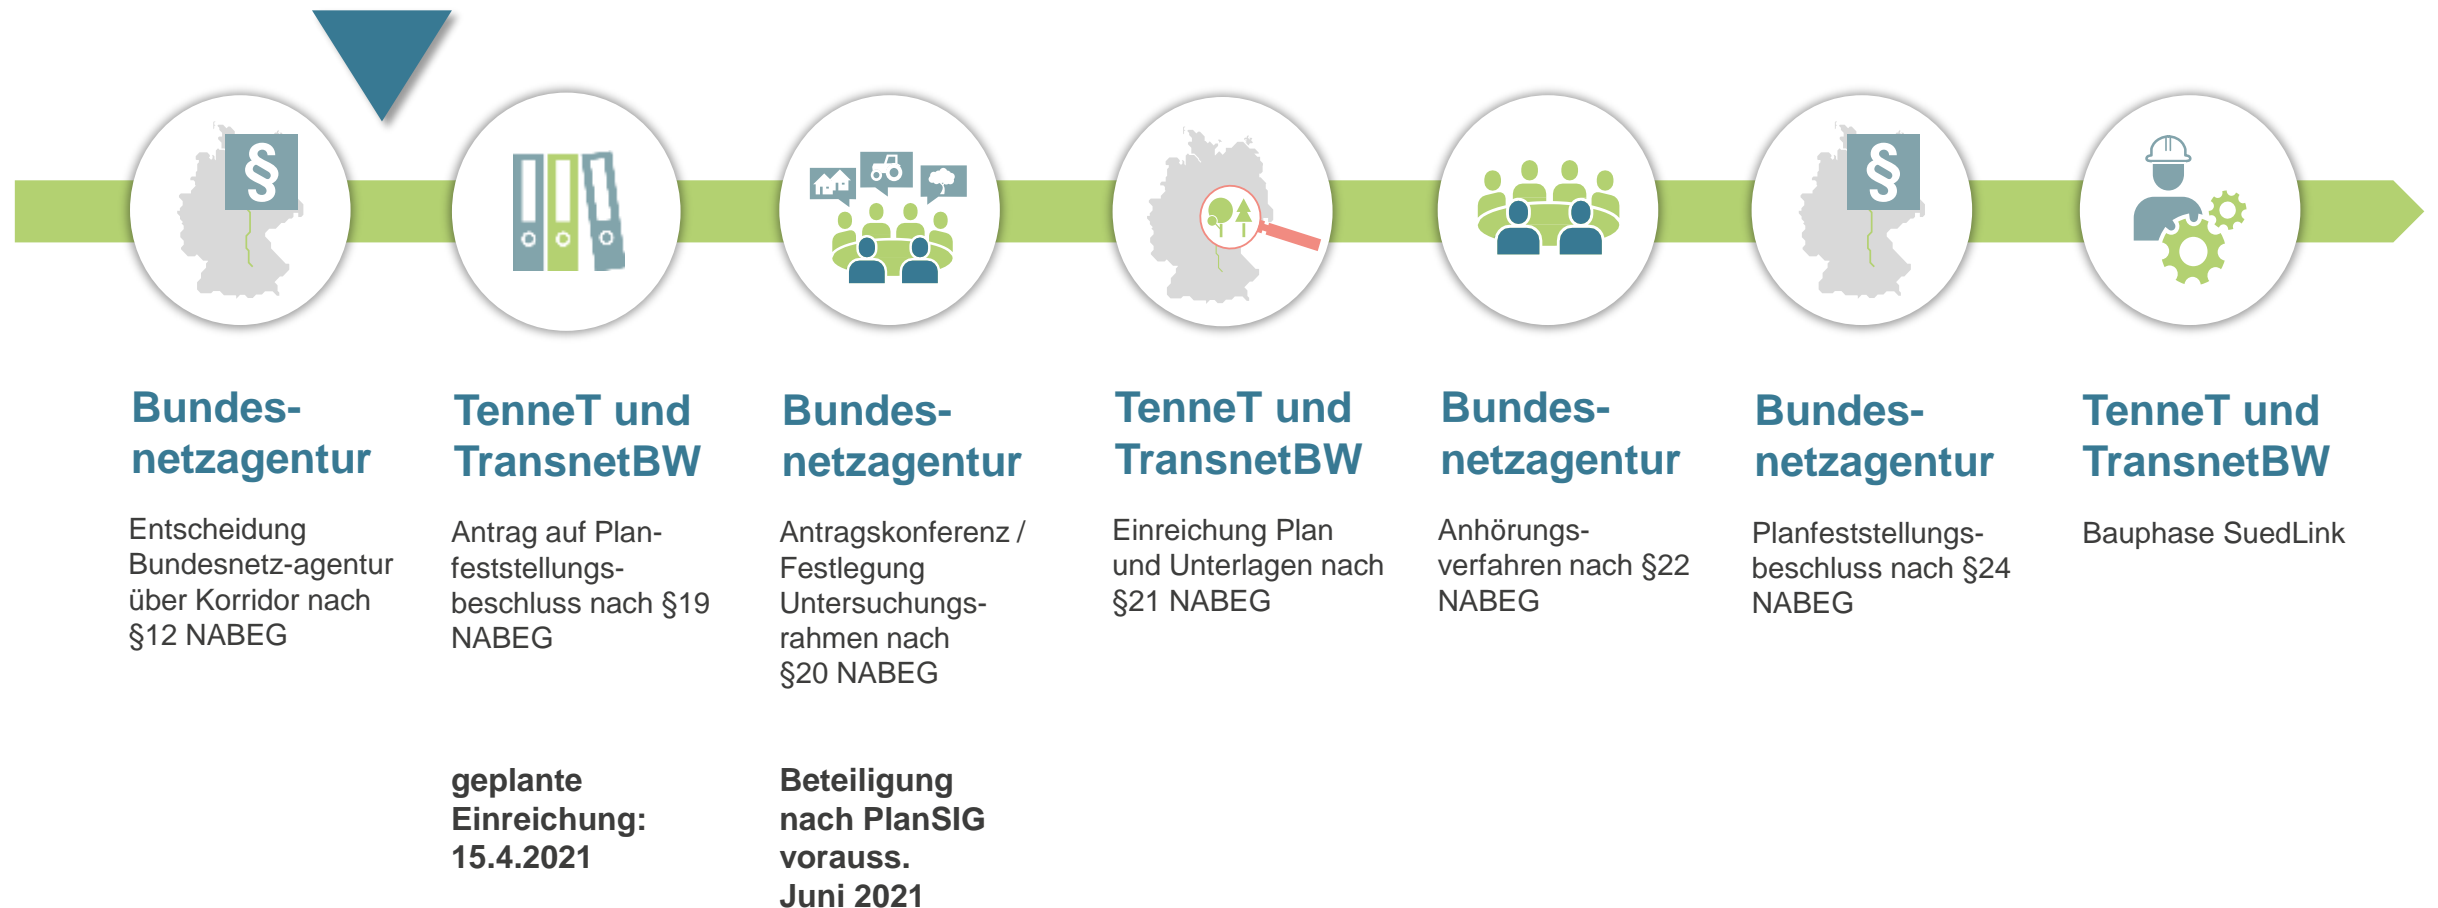 §
§
Bundes-
netzagentur
Entscheidung
Bundesnetz-agentur
über Korridor nach
§12 NABEG
TenneT und
TransnetBW
Antrag auf Plan-
feststellungs-
beschluss nach §19
NABEG
geplante
Einreichung:
15.4.2021
Bundes-
netzagentur
Antragskonferenz /
Festlegung
Untersuchungs-
rahmen nach
§20 NABEG
Beteiligung
nach PlanSIG
vorauss.
Juni 2021
TenneT und
TransnetBW
Einreichung Plan
und Unterlagen nach
§21 NABEG
Bundes-
netzagentur
Anhörungs-
verfahren nach §22
NABEG
Bundes-
netzagentur
Planfeststellungs-
beschluss nach §24
NABEG
TenneT und
TransnetBW
Bauphase SuedLink